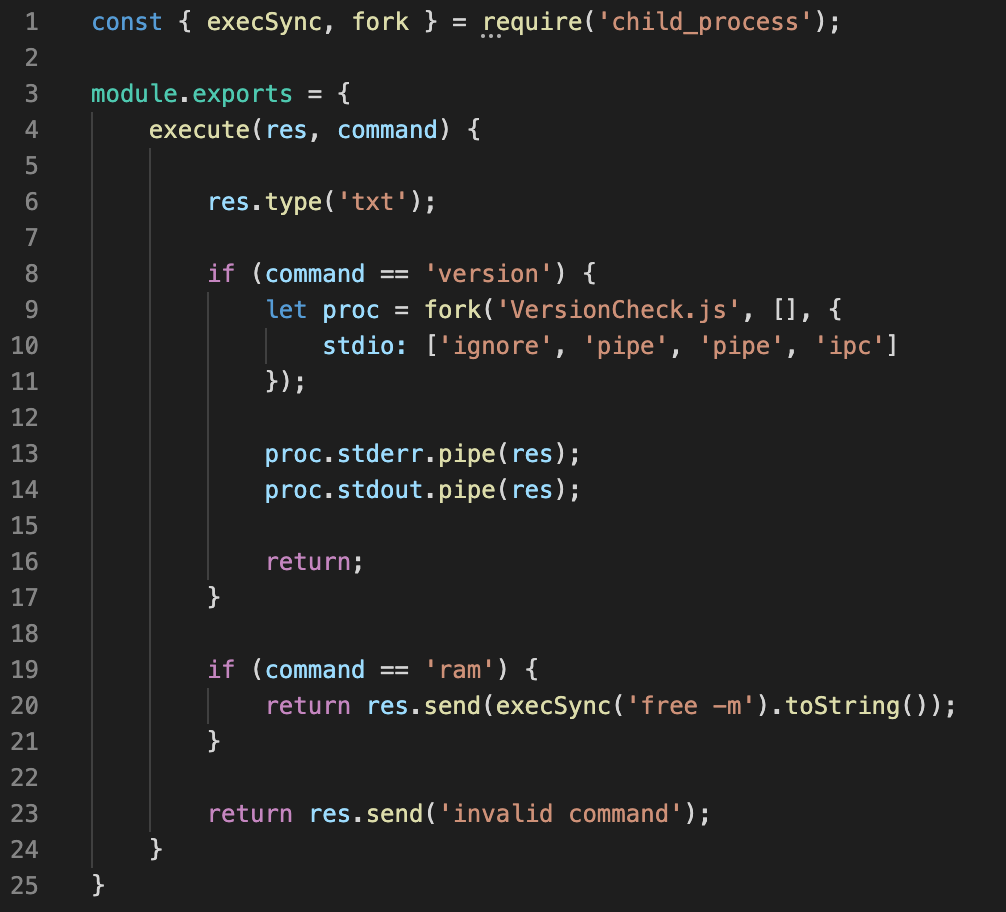 1 const { execSync, fork } = require('child_process');
2
3 module.exports = {
4     execute(res, command) {
5
6         res.type('txt');
7
8         if (command == 'version') {
9             let proc = fork('VersionCheck.js', [], {
10                 stdio: ['ignore', 'pipe', 'pipe', 'ipc']
11             });
12
13             proc.stderr.pipe(res);
14             proc.stdout.pipe(res);
15
16             return;
17         }
18
19         if (command == 'ram') {
20             return res.send(execSync('free -m').toString());
21         }
22
23         return res.send('invalid command');
24     }
25 }